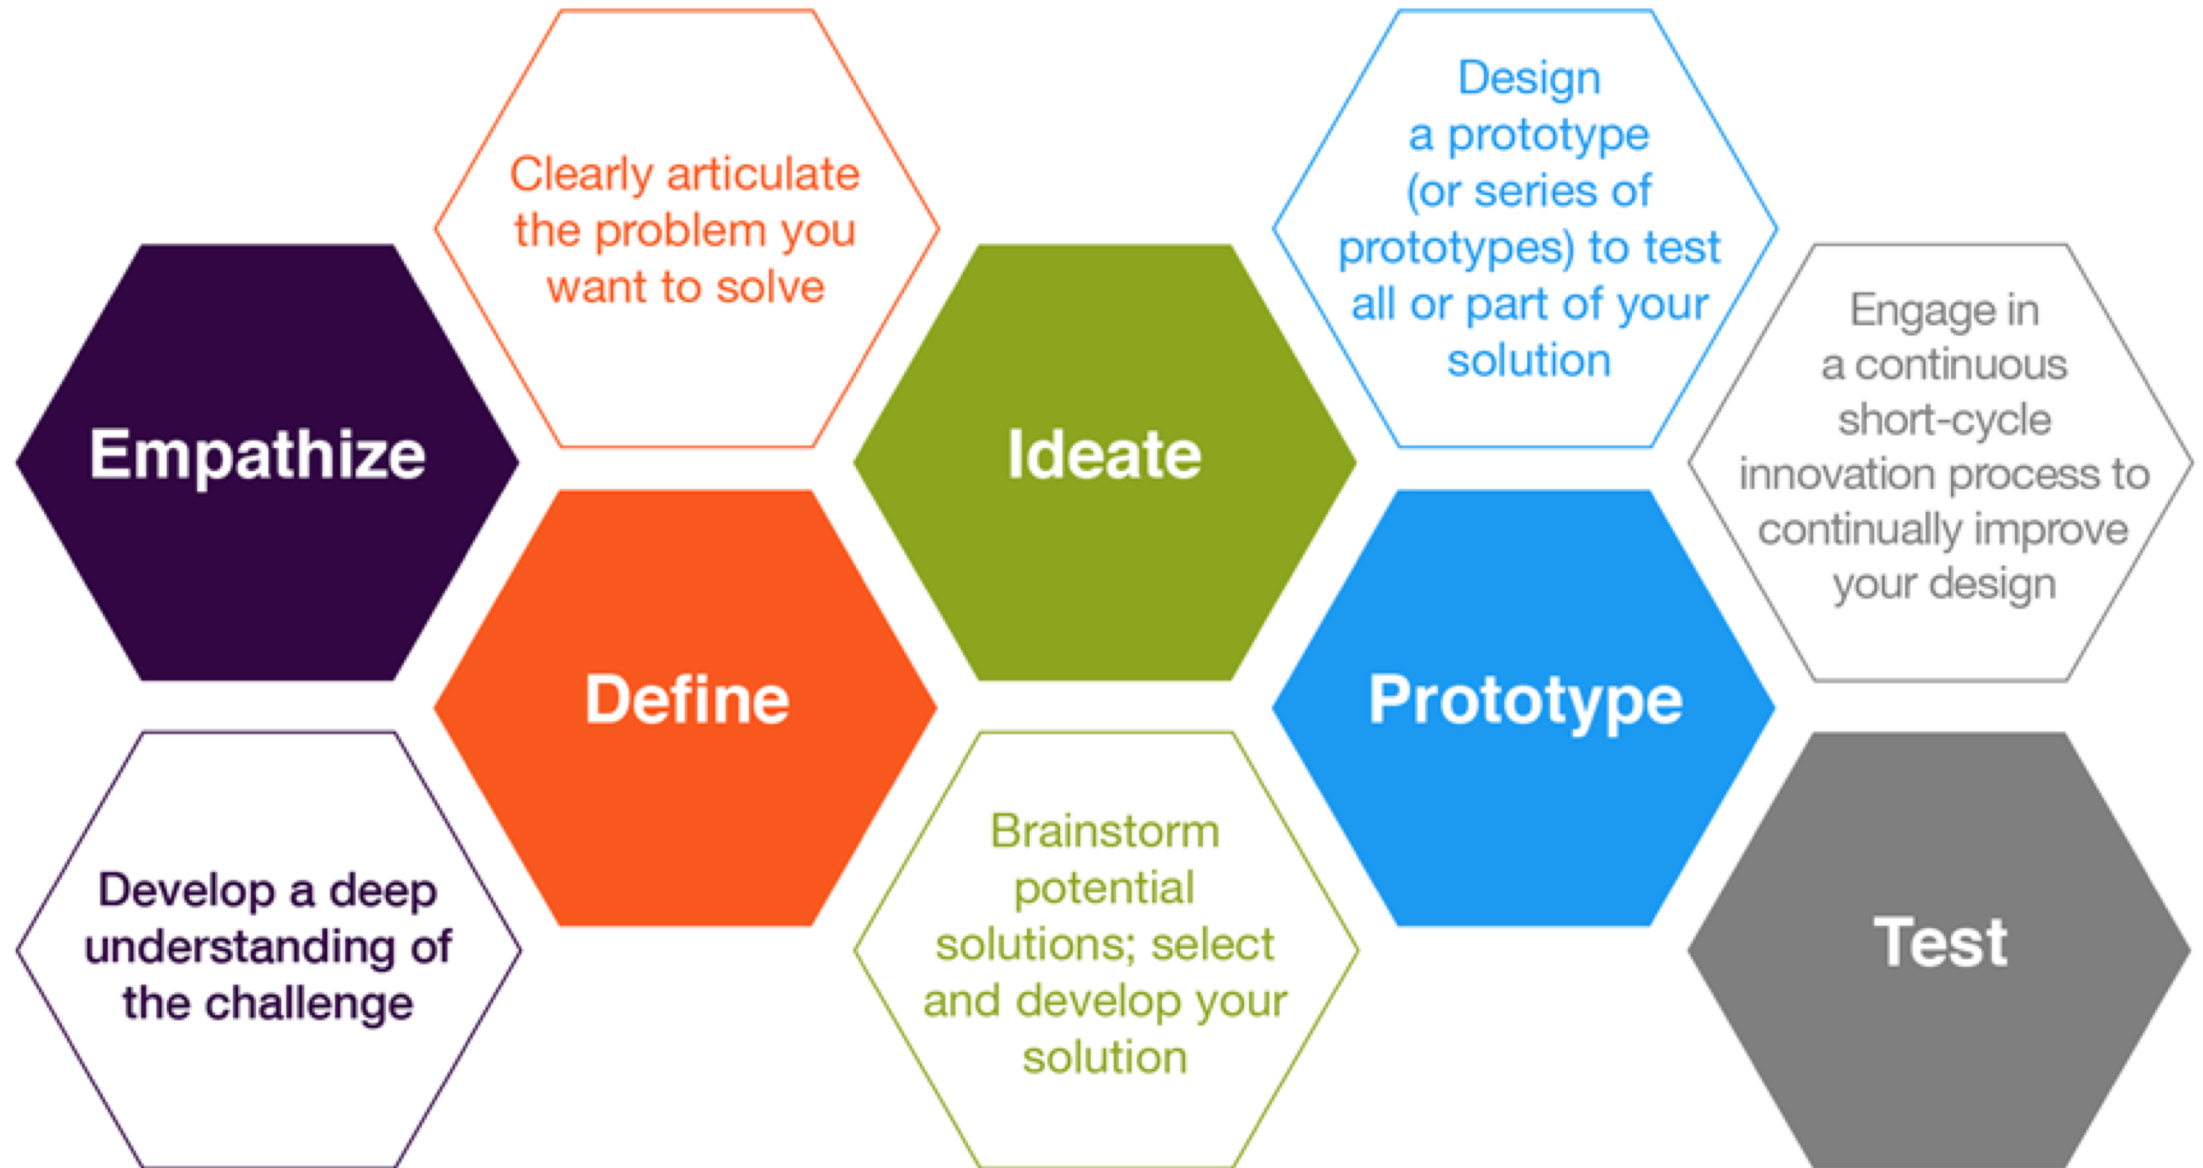 Empathize
Develop a deep
understanding of
the challenge
Clearly articulate
the problem you
want to solve
Define
Ideate
Brainstorm
potential
solutions; select
and develop your
solution
Design
a prototype
(or series of
prototypes) to test
all or part of your
solution
Prototype
Engage in
a continuous
short-cycle
innovation process to
continually improve
your design
Test